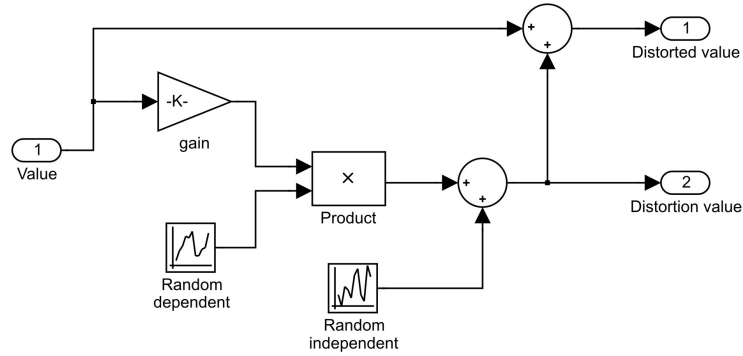 +
+
1
Distorted value
-K-
gain
1
Value
×
Product
+
+
2
Distortion value
Random
dependent
Random
independent